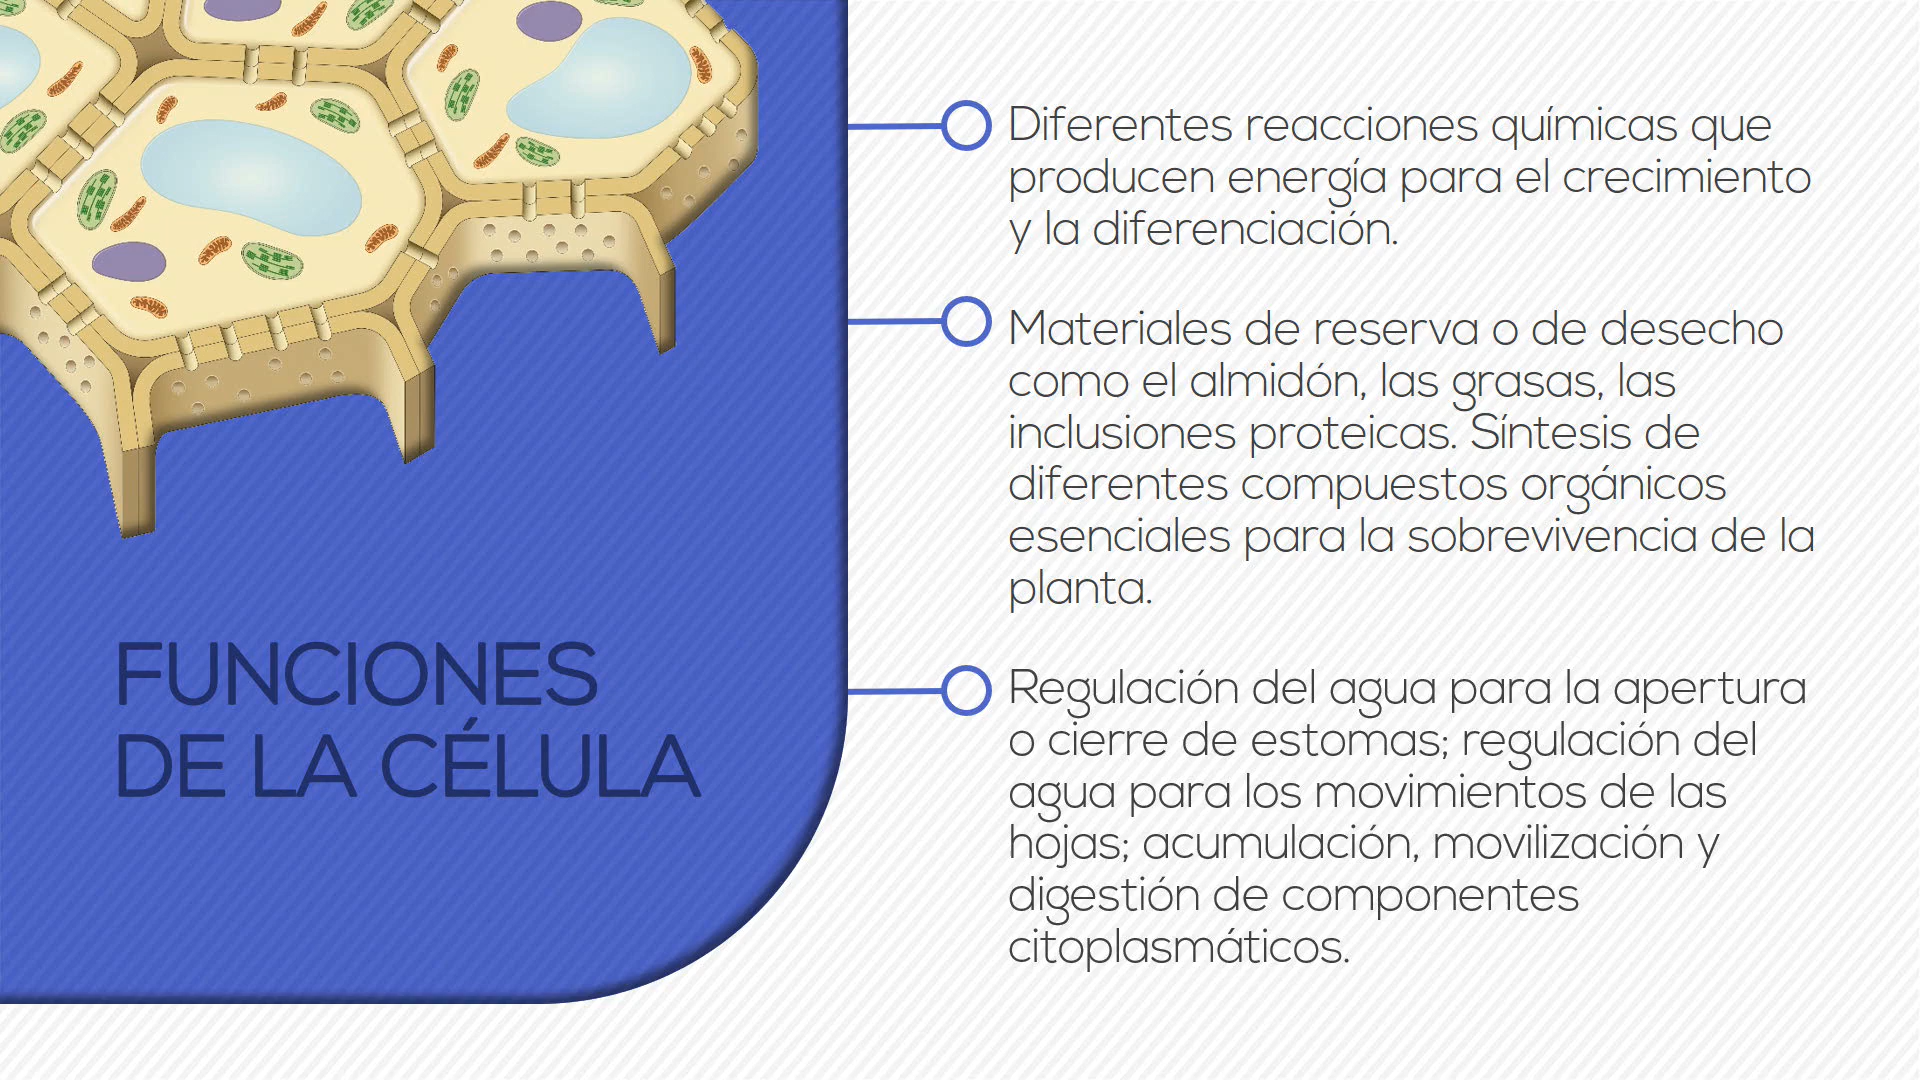 FUNCIONES
DE LA CÉLULA
Diferentes reacciones químicas que
producen energía para el crecimiento
y la diferenciación.
Materiales de reserva o de desecho
como el almidón, las grasas, las
inclusiones proteicas. Síntesis de
diferentes compuestos orgánicos
esenciales para la sobrevivencia de la
planta.
Regulación del agua para la apertura
o cierre de estomas; regulación del
agua para los movimientos de las
hojas; acumulación, movilización y
digestión de componentes
citoplasmáticos.